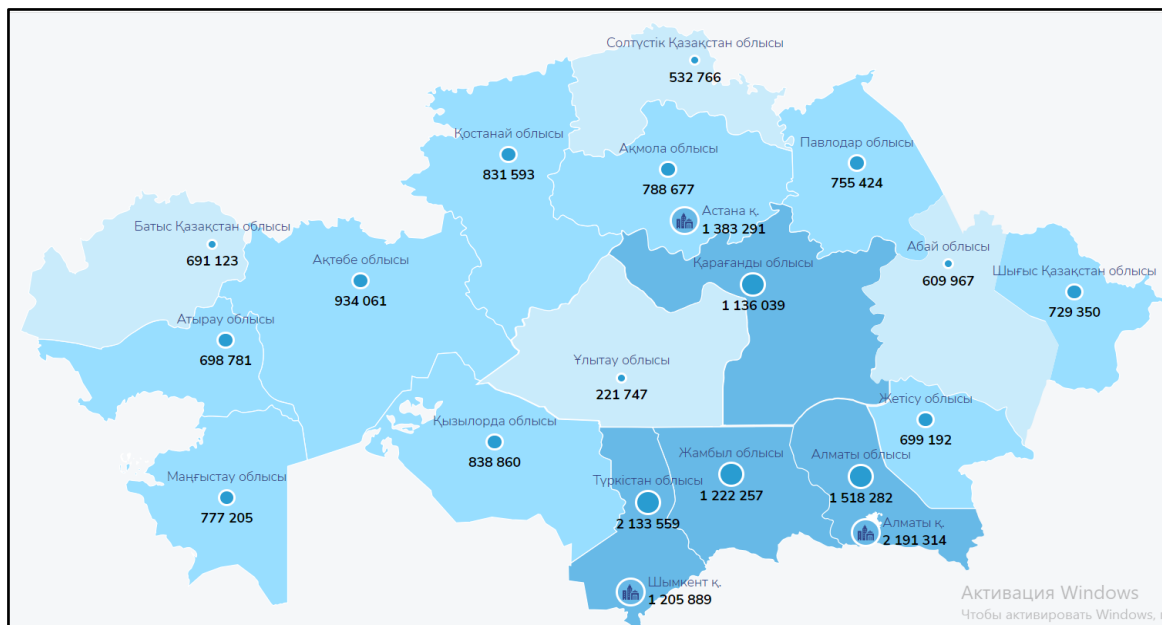 Солтүстік Қазақстан облысы
532 766
Қостанай облысы
831 593
Ақмола облысы
788 677
Павлодар облысы
755 424
Астана қ.
1 383 291
Батыс Қазақстан облысы
691 123
Ақтөбе облысы
934 061
Қарағанды облысы
1 136 039
Абай облысы
609 967
Шығыс Қазақстан облысы
729 350
Атырау облысы
698 781
Ұлытау облысы
221 747
Жетісу облысы
699 192
Қызылорда облысы
838 860
Маңғыстау облысы
777 205
Түркістан облысы
2 133 559
Жамбыл облысы
1 222 257
Алматы облысы
1 518 282
Алматы қ.
2 191 314
Шымкент қ.
1 205 889
Активация Windows
Чтобы активировать Windows,